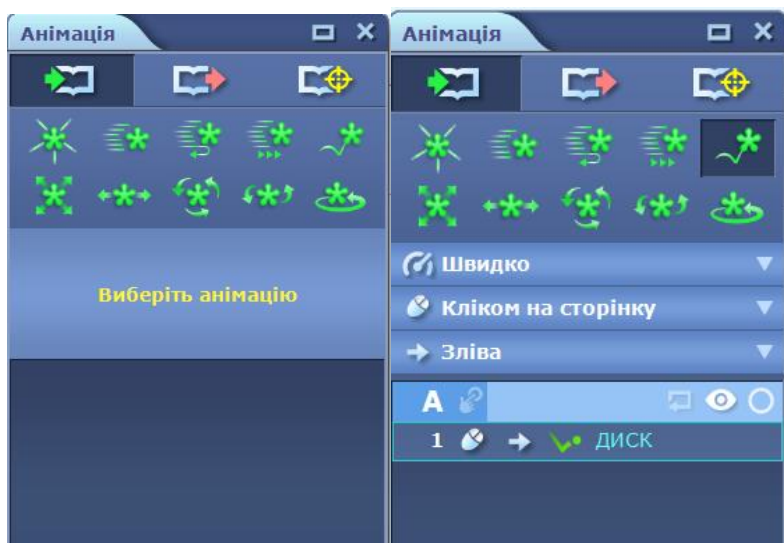 Анімація
Виберіть анімацію
Анімація
Швидко
Кліком на сторінку
Зліва
А
1 ДИСК